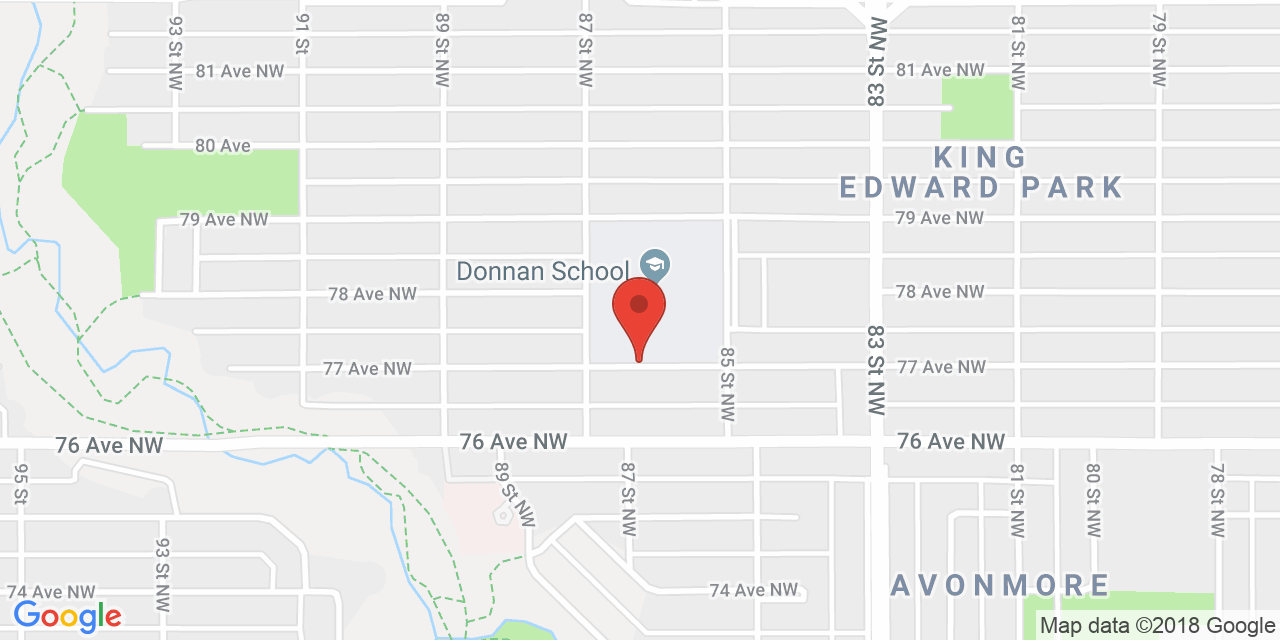 93 St NW
91 St
89 St NW
87 St NW
83 St NW
81 St NW
79 St NW
81 Ave NW
81 Ave NW
80 Ave
KING
EDWARD PARK
79 Ave NW
79 Ave NW
Donnan School
78 Ave NW
78 Ave NW
83 St NW
85 St NW
77 Ave NW
77 Ave NW
76 Ave NW
76 Ave NW
76 Ave NW
95 St
89 St NW
87 St NW
81 St NW
80 St NW
78 St NW
93 St NW
74 Ave NW
74 Ave NW
AVONMORE
Google
Map data ©2018 Google